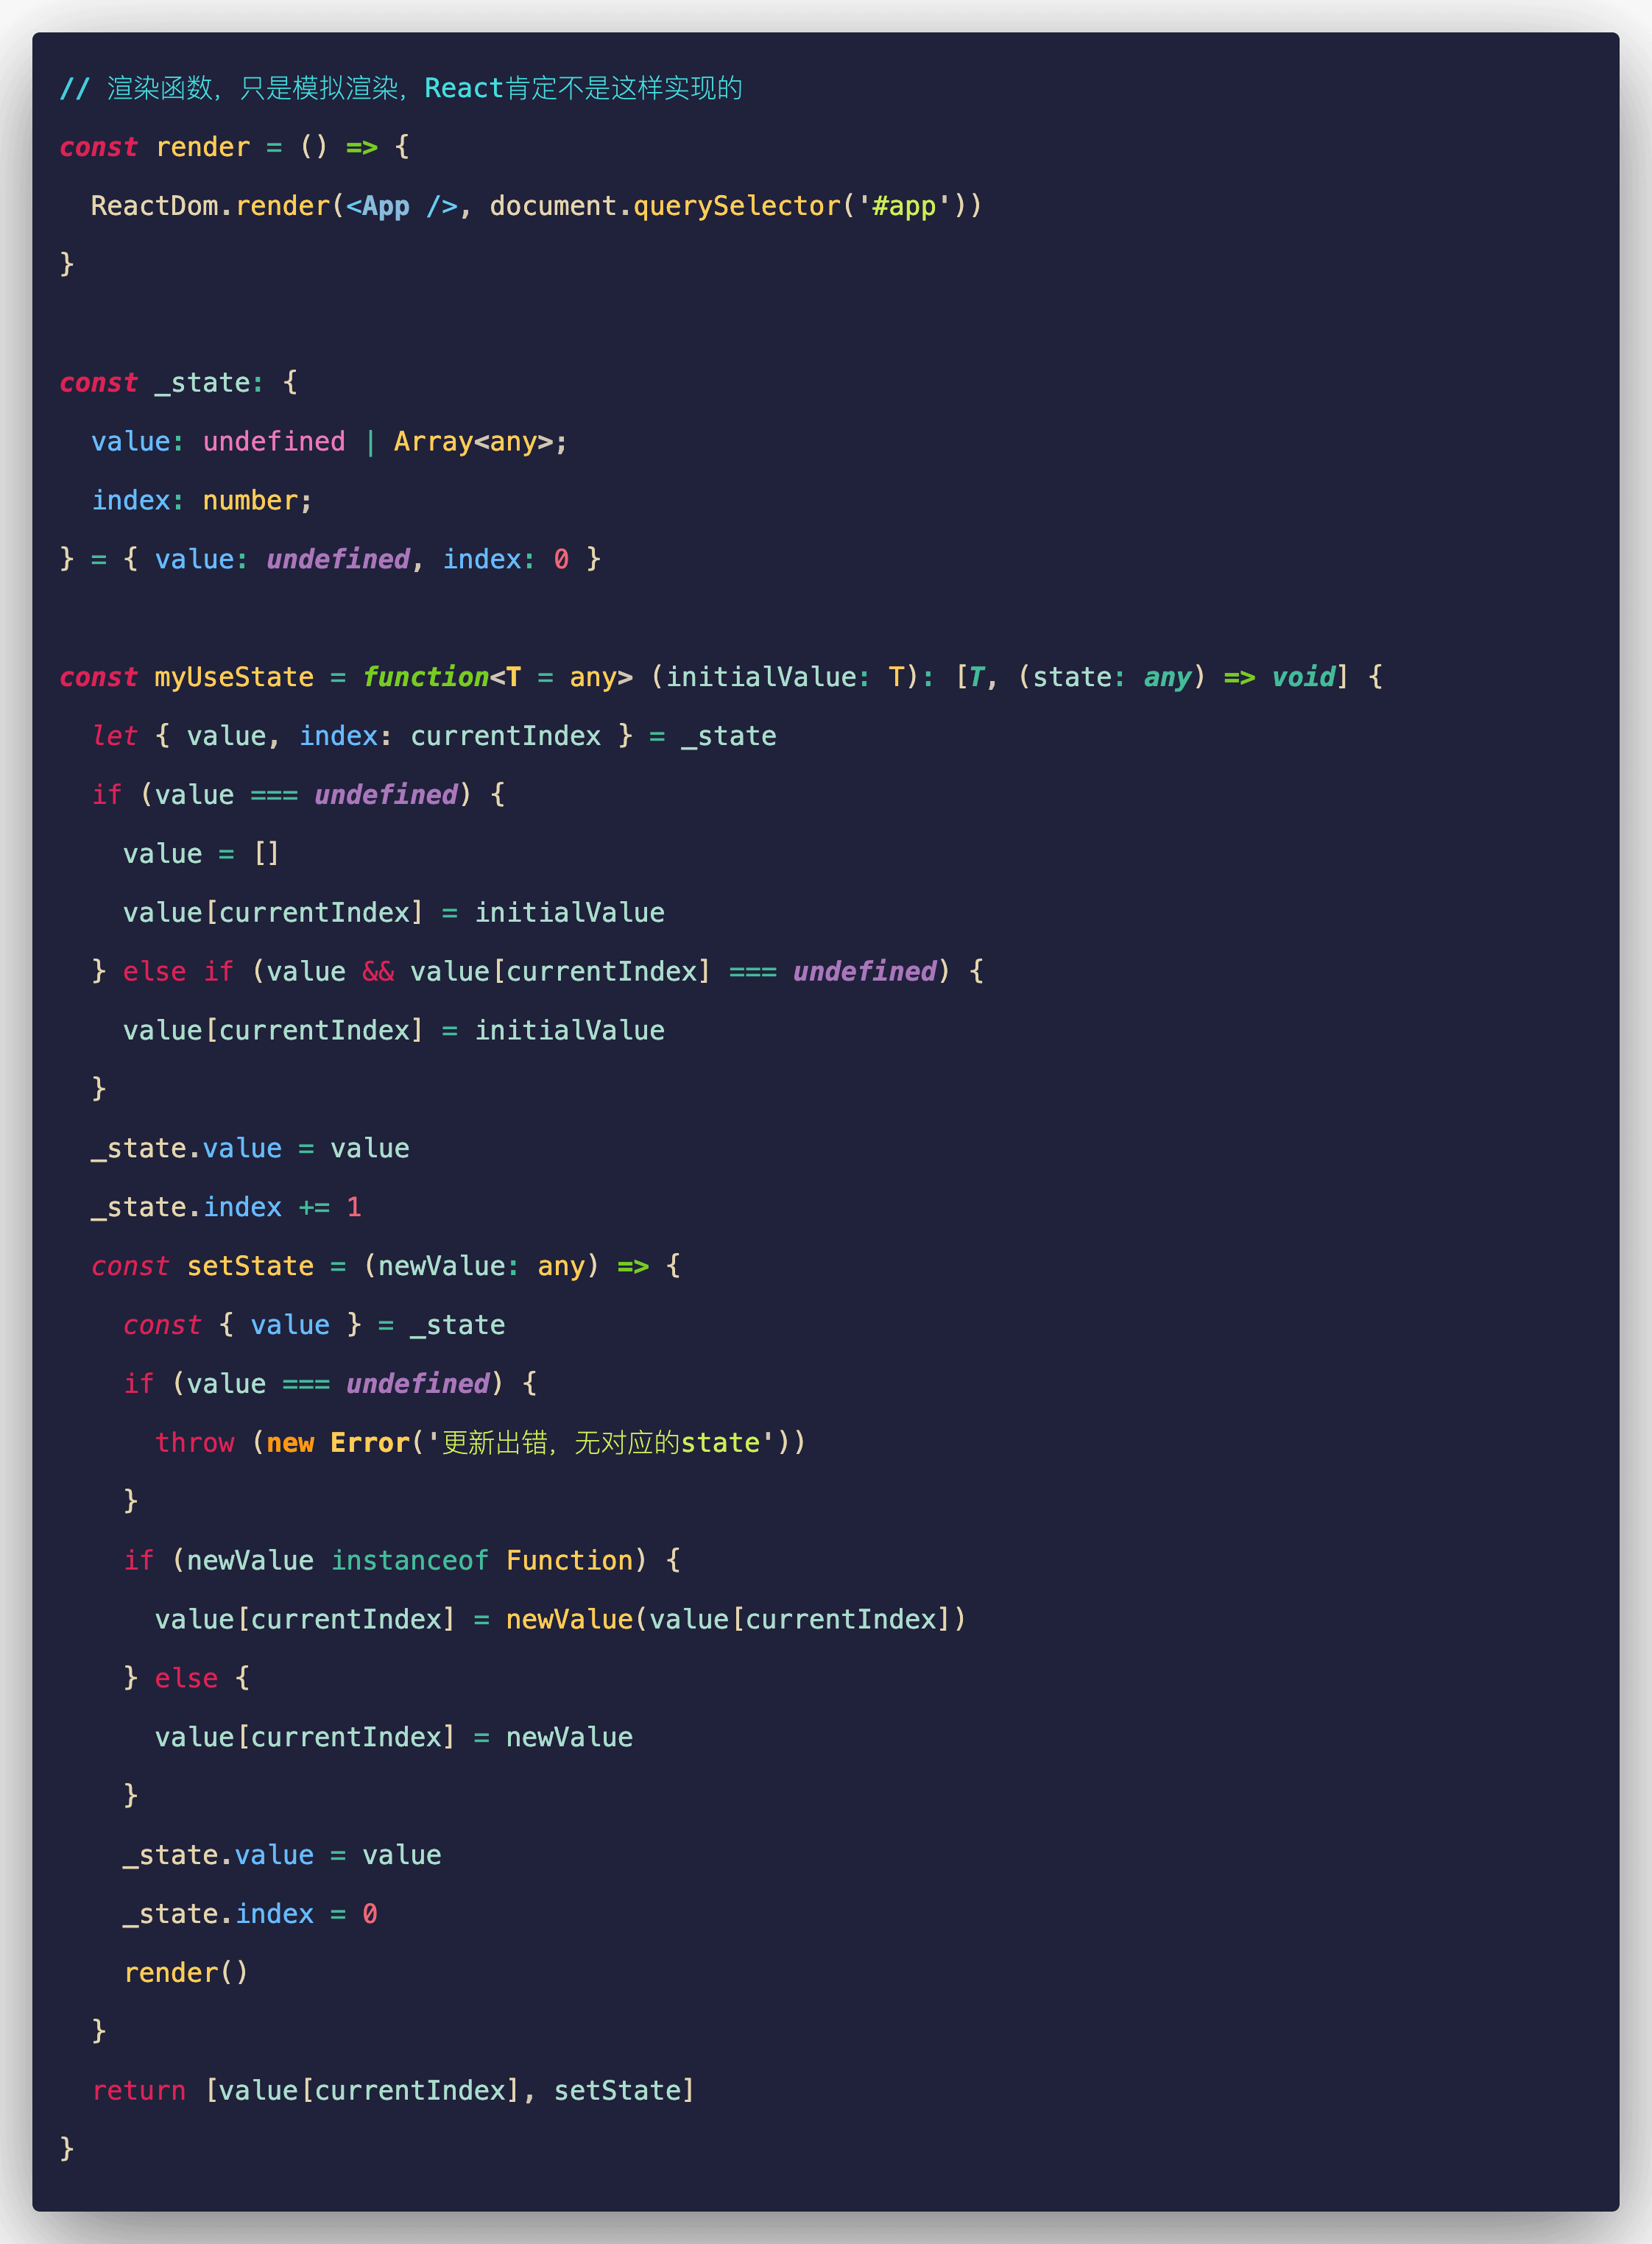 // 渲染函数，只是模拟渲染，React肯定不是这样实现的
const render = () => {
  ReactDom.render(<App />, document.querySelector('#app'))
}
const _state: {
  value: undefined | Array<any>;
  index: number;
} = { value: undefined, index: 0 }
const myUseState = function<T = any> (initialValue: T): [T, (state: any) => void] {
  let { value, index: currentIndex } = _state
  if (value === undefined) {
    value = []
    value[currentIndex] = initialValue
  } else if (value && value[currentIndex] === undefined) {
    value[currentIndex] = initialValue
  }
  _state.value = value
  _state.index += 1
  const setState = (newValue: any) => {
    const { value } = _state
    if (value === undefined) {
      throw (new Error('更新出错，无对应的state'))
    }
    if (newValue instanceof Function) {
      value[currentIndex] = newValue(value[currentIndex])
    } else {
      value[currentIndex] = newValue
    }
    _state.value = value
    _state.index = 0
    render()
  }
  return [value[currentIndex], setState]
}